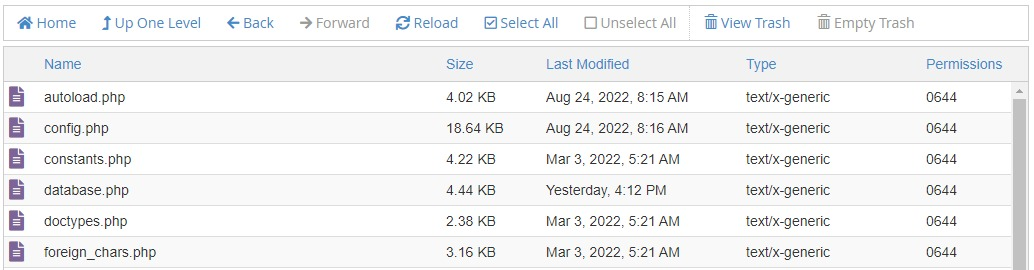 Home Up One Level Back Forward Reload Select All Unselect All View Trash Empty Trash
Name Size Last Modified Type Permissions
autoload.php 4.02 KB Aug 24, 2022, 8:15 AM text/x-generic 0644
config.php 18.64 KB Aug 24, 2022, 8:16 AM text/x-generic 0644
constants.php 4.22 KB Mar 3, 2022, 5:21 AM text/x-generic 0644
database.php 4.44 KB Yesterday, 4:12 PM text/x-generic 0644
doctypes.php 2.38 KB Mar 3, 2022, 5:21 AM text/x-generic 0644
foreign_chars.php 3.16 KB Mar 3, 2022, 5:21 AM text/x-generic 0644